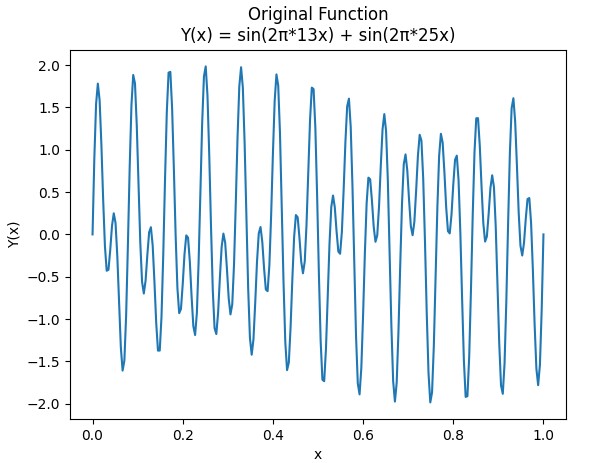 Original Function
Y(x) = sin(2π*13x) + sin(2π*25x)
2.0
1.5
1.0
0.5
0.0
−0.5
−1.0
−1.5
−2.0
Y(x)
0.0 0.2 0.4 0.6 0.8 1.0
x